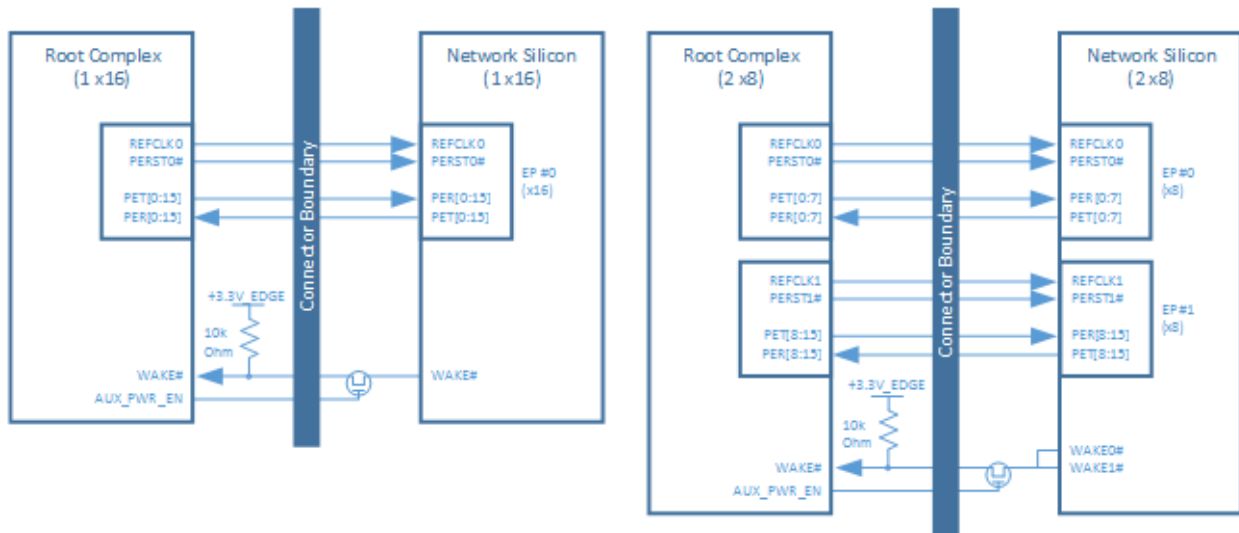 Root Complex
(1 x16)
REFCLK0
PERST0#
PET[0:15]
PER[0:15]
+3.3V_EDGE
10k
Ohm
WAKE#
AUX_PWR_EN
Connector Boundary
Network Silicon
(1 x16)
REFCLK0
PERST0#
PER[0:15]
PET[0:15]
EP #0
(x16)
WAKE#
Root Complex
(2 x8)
REFCLK0
PERST0#
PET[0:7]
PER[0:7]
REFCLK1
PERST1#
PET[8:15]
PER[8:15]
+3.3V_EDGE
10k
Ohm
WAKE#
AUX_PWR_EN
Connector Boundary
Network Silicon
(2 x8)
REFCLK0
PERST0#
PER[0:7]
PET[0:7]
EP#0
(x8)
REFCLK1
PERST1#
PER[8:15]
PET[8:15]
EP#1
(x8)
WAKE0#
WAKE1#